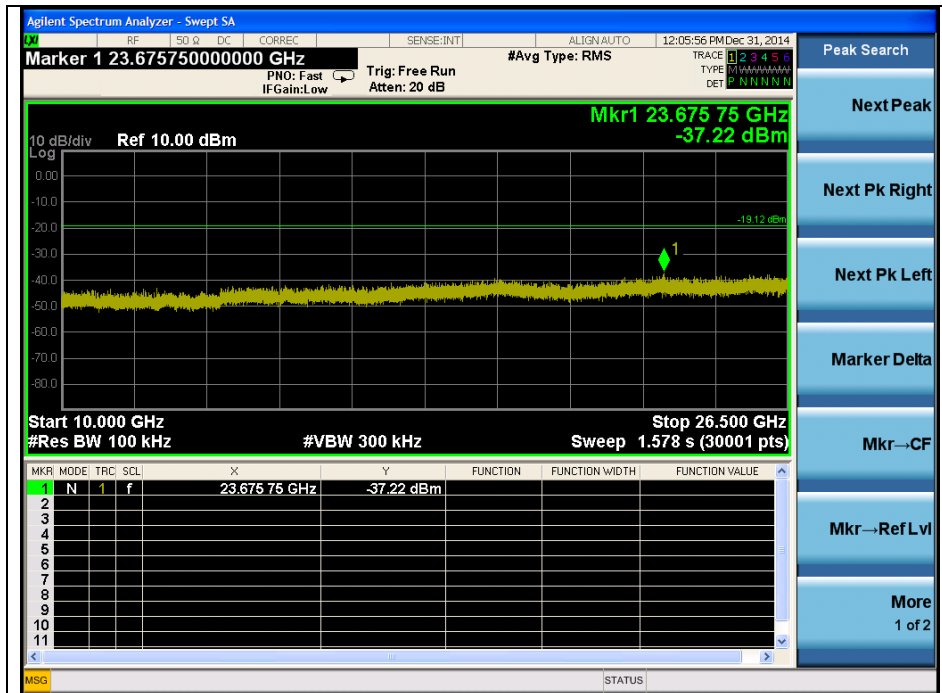 Agilent Spectrum Analyzer - Swept SA
LXI RF 50 Ω DC CORREC SENSE:INT ALIGN AUTO 12:05:56 PM Dec 31, 2014
Marker 1 23.675750000000 GHz
PNO: Fast
IFGain:Low
Trig: Free Run
Atten: 20 dB
#Avg Type: RMS
TRACE 1 2 3 4 5 6
TYPE M WWWWW
DET P N N N N N
Peak Search
Mkr1 23.675 75 GHz
-37.22 dBm
10 dB/div Ref 10.00 dBm
Log
0.00
-10.0
-20.0
-30.0
-40.0
-50.0
-60.0
-70.0
-80.0
-19.12 dBm
1
Start 10.000 GHz Stop 26.500 GHz
#Res BW 100 kHz #VBW 300 kHz Sweep 1.578 s (30001 pts)
MKR MODE TRC SCL X Y FUNCTION FUNCTION WIDTH FUNCTION VALUE
1 N 1 f 23.675 75 GHz -37.22 dBm
2
3
4
5
6
7
8
9
10
11
Next Peak
Next Pk Right
Next Pk Left
Marker Delta
Mkr→CF
Mkr→Ref Lvl
More
1 of 2
MSG STATUS